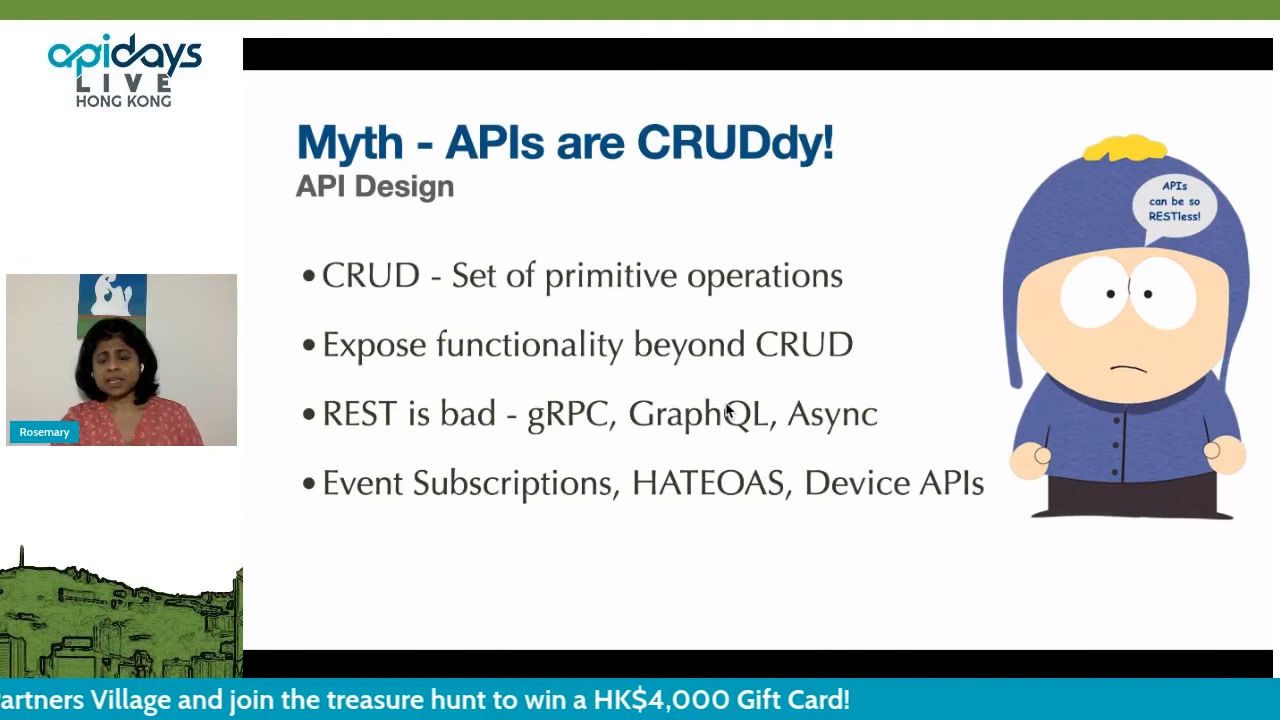 apidays
LIVE
HONG KONG
Myth - APIs are CRUDdy!
API Design
APIs
can be so
RESTless!
• CRUD - Set of primitive operations
• Expose functionality beyond CRUD
• REST is bad - gRPC, GraphQL, Async
• Event Subscriptions, HATEOAS, Device APIs
Rosemary
artners Village and join the treasure hunt to win a HK$4,000 Gift Card!